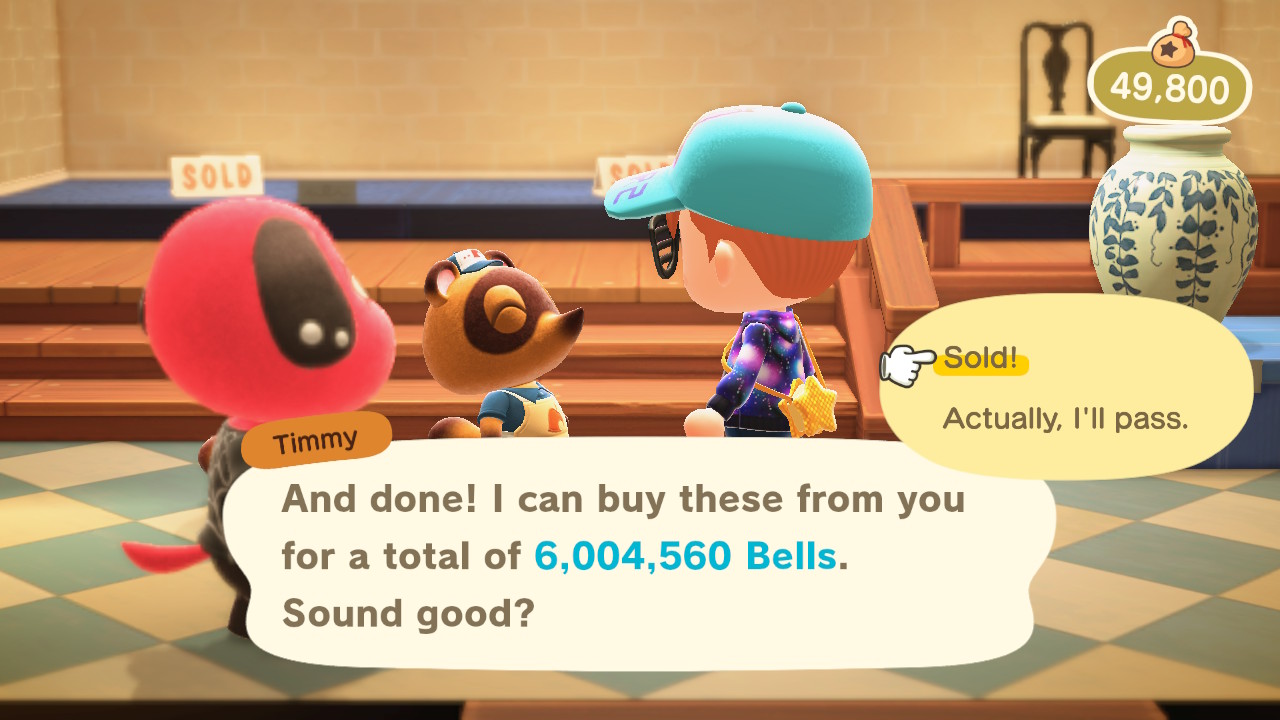 49,800
SOLD
Sold!
Actually, I'll pass.
Timmy
And done! I can buy these from you
for a total of 6,004,560 Bells.
Sound good?